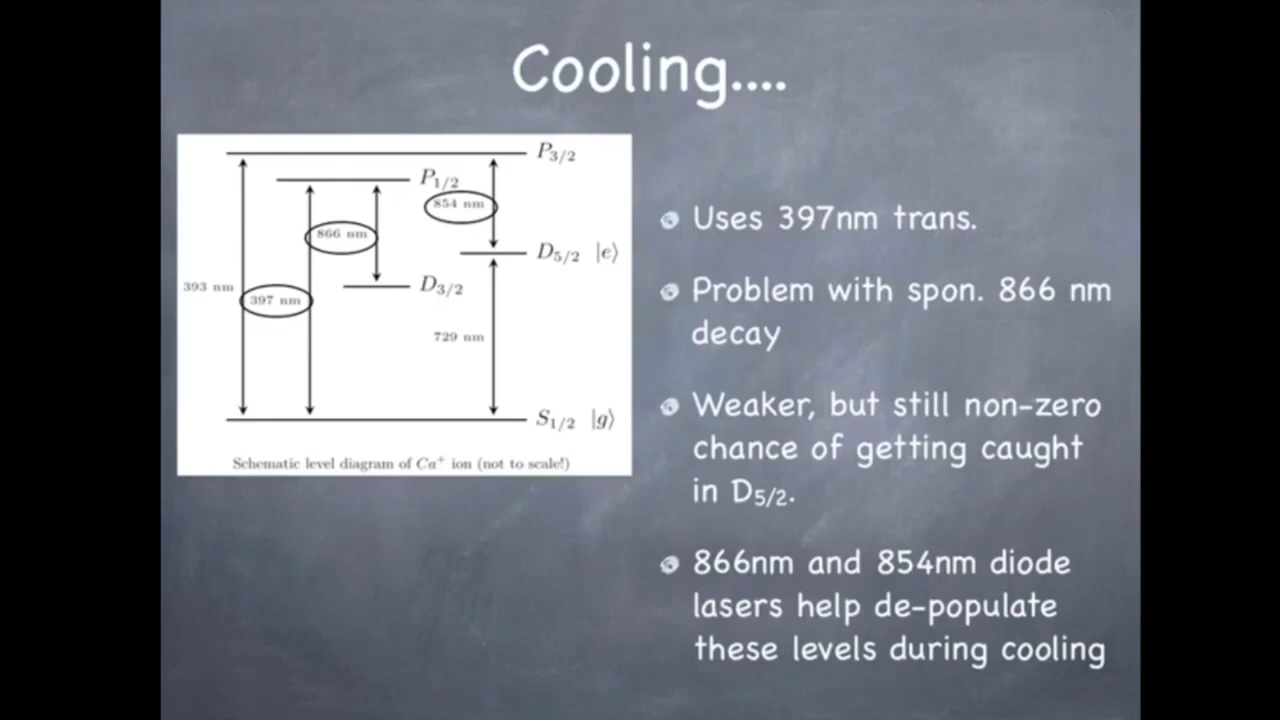 Cooling....
P3/2
P1/2
854 nm
866 nm
D5/2 |e⟩
D3/2
393 nm
397 nm
729 nm
S1/2 |g⟩
Schematic level diagram of Ca+ ion (not to scale!)
Uses 397nm trans.
Problem with spon. 866 nm
decay
Weaker, but still non-zero
chance of getting caught
in D5/2.
866nm and 854nm diode
lasers help de-populate
these levels during cooling